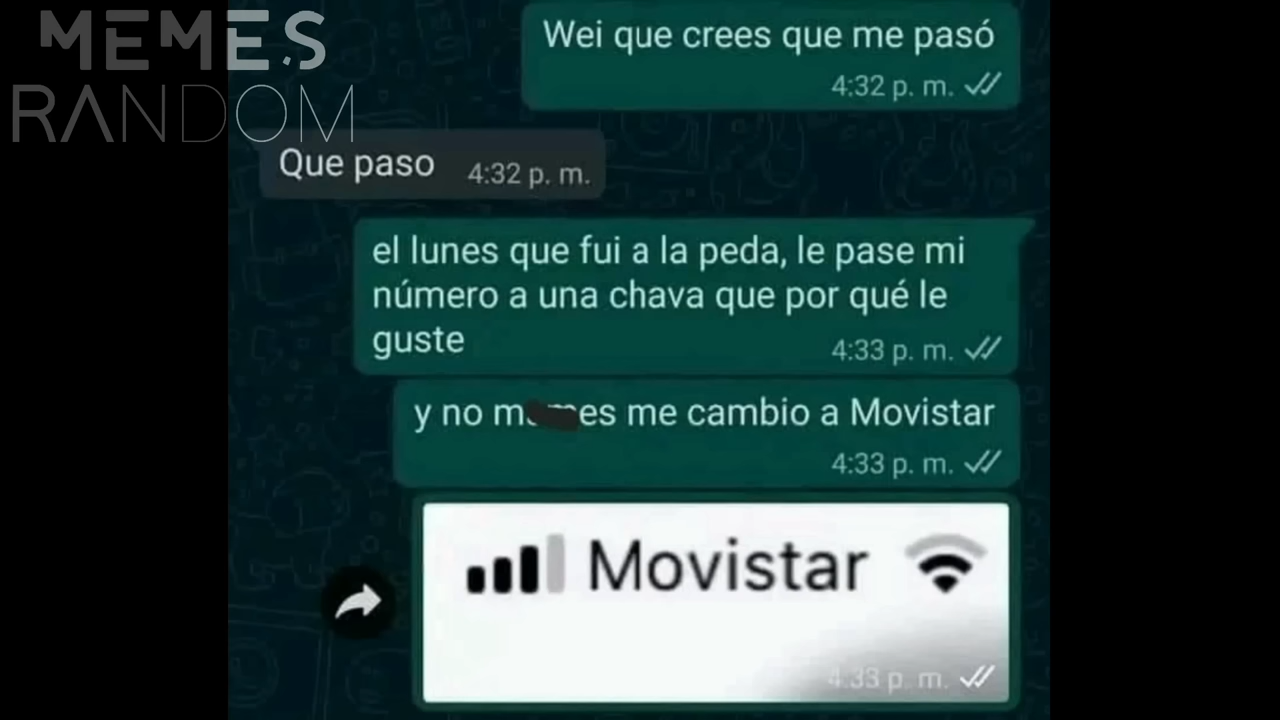 MEMES
RANDOM
Wei que crees que me pasó
4:32 p. m.
Que paso
4:32 p. m.
el lunes que fui a la peda, le pase mi
número a una chava que por qué le
guste
4:33 p. m.
y no me cambio a Movistar
4:33 p. m.
Movistar
4:33 p. m.